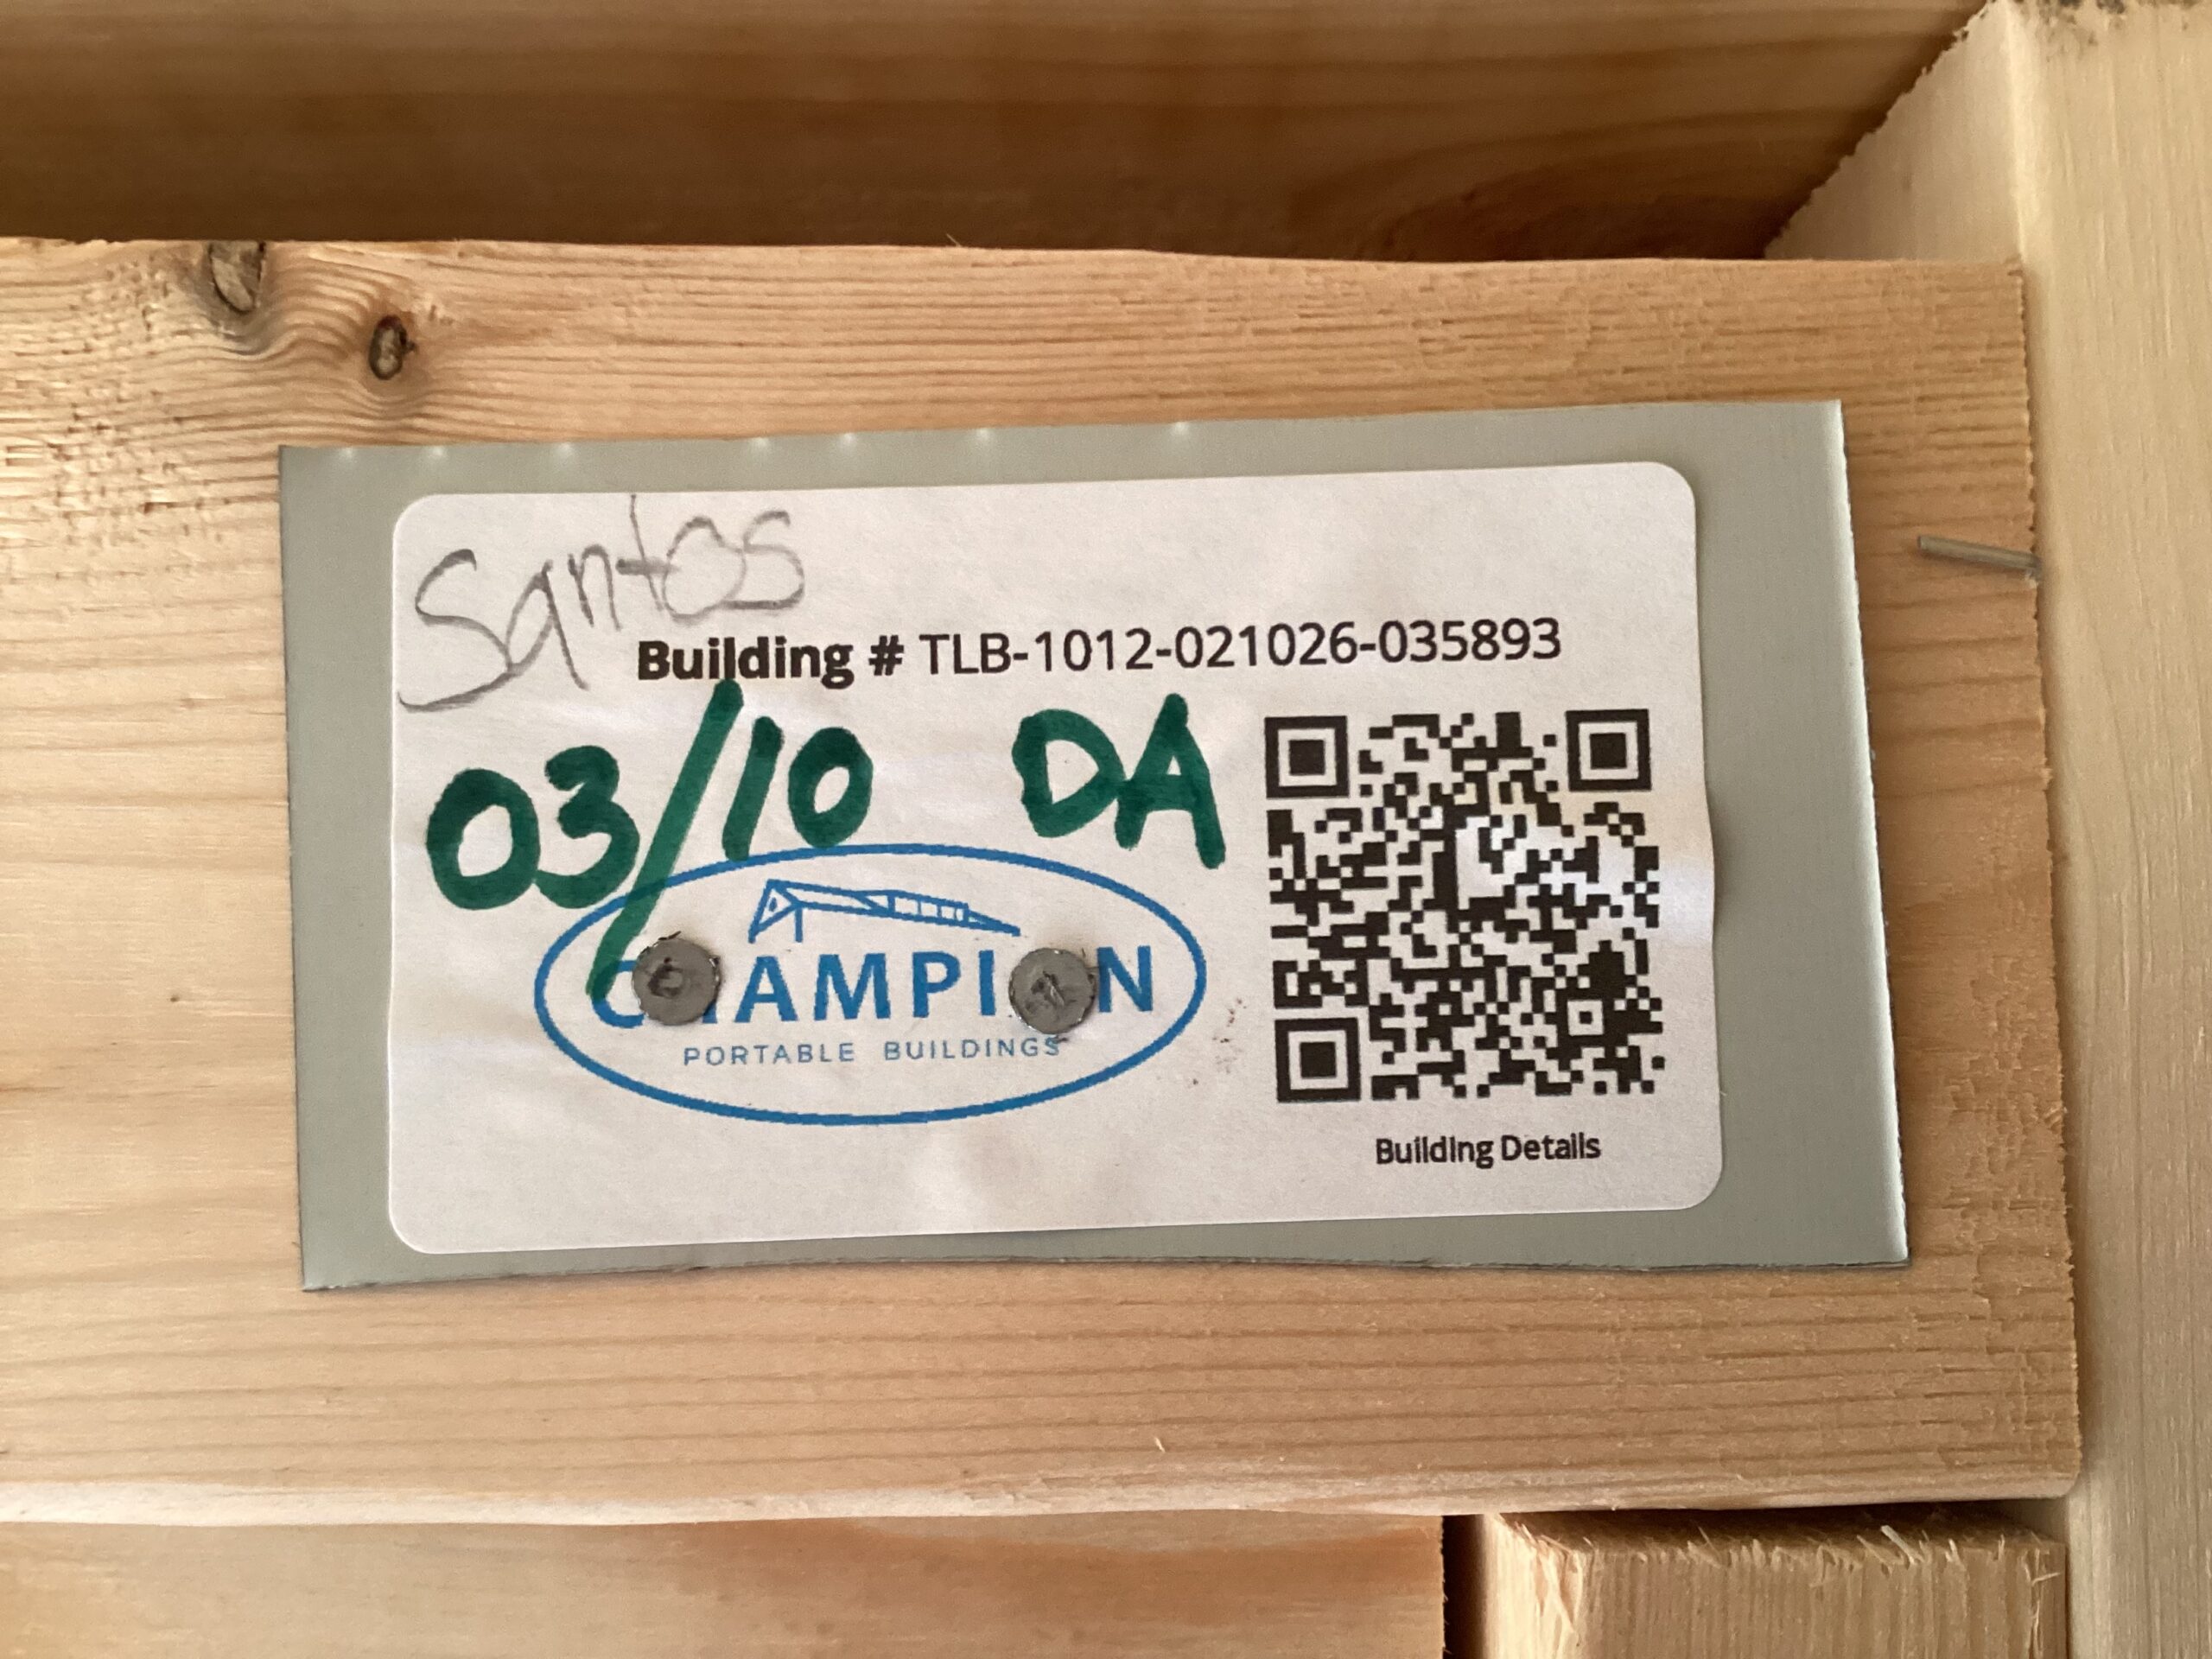 Santos
Building # TLB-1012-021026-035893
03/10 DA
CHAMPION
PORTABLE BUILDINGS
Building Details